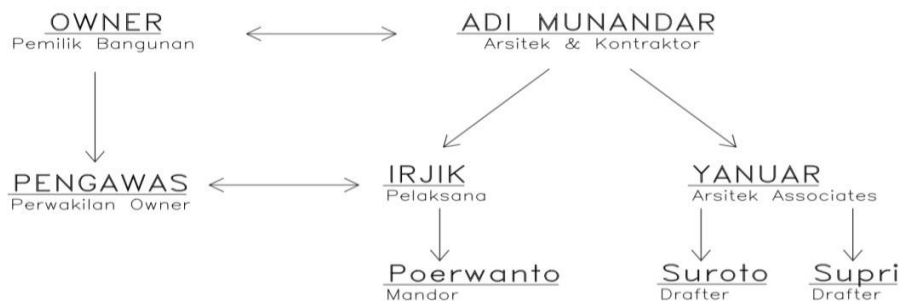 OWNER
Pemilik Bangunan
ADI MUNANDAR
Arsitek & Kontraktor
PENGAWAS
Perwakilan Owner
IRJIK
Pelaksana
YANUAR
Arsitek Associates
Poerwanto
Mandor
Suroto
Drafter
Supri
Drafter